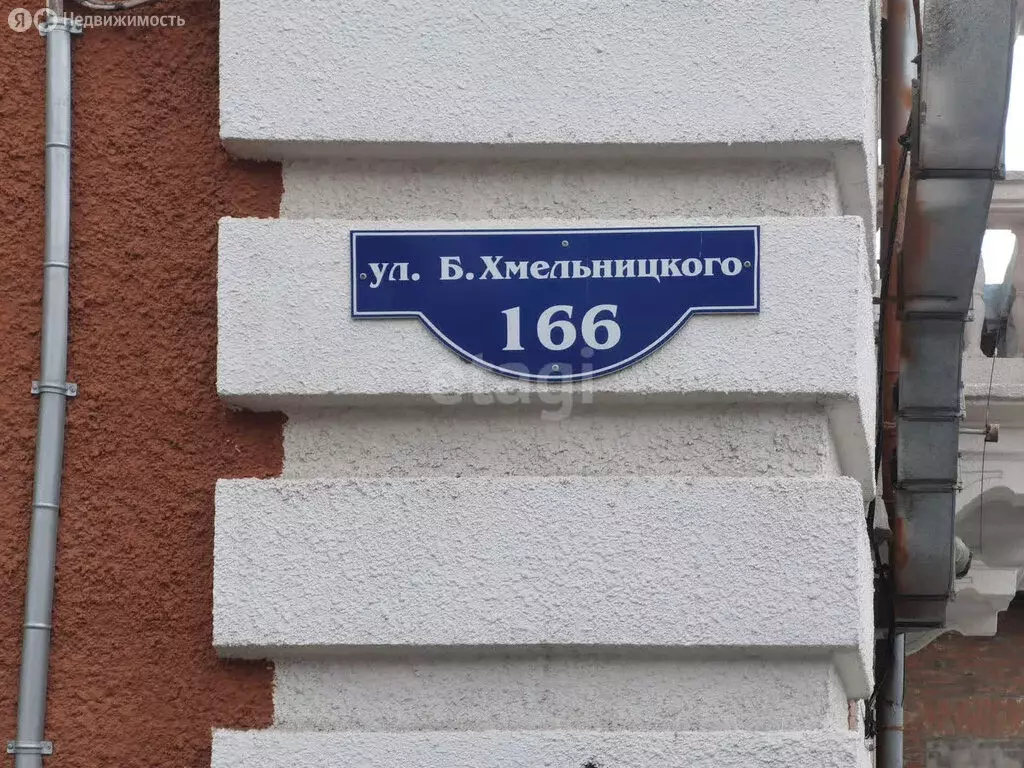 Я Недвижимость
ул. Б. Хмельницкого
166
etagi